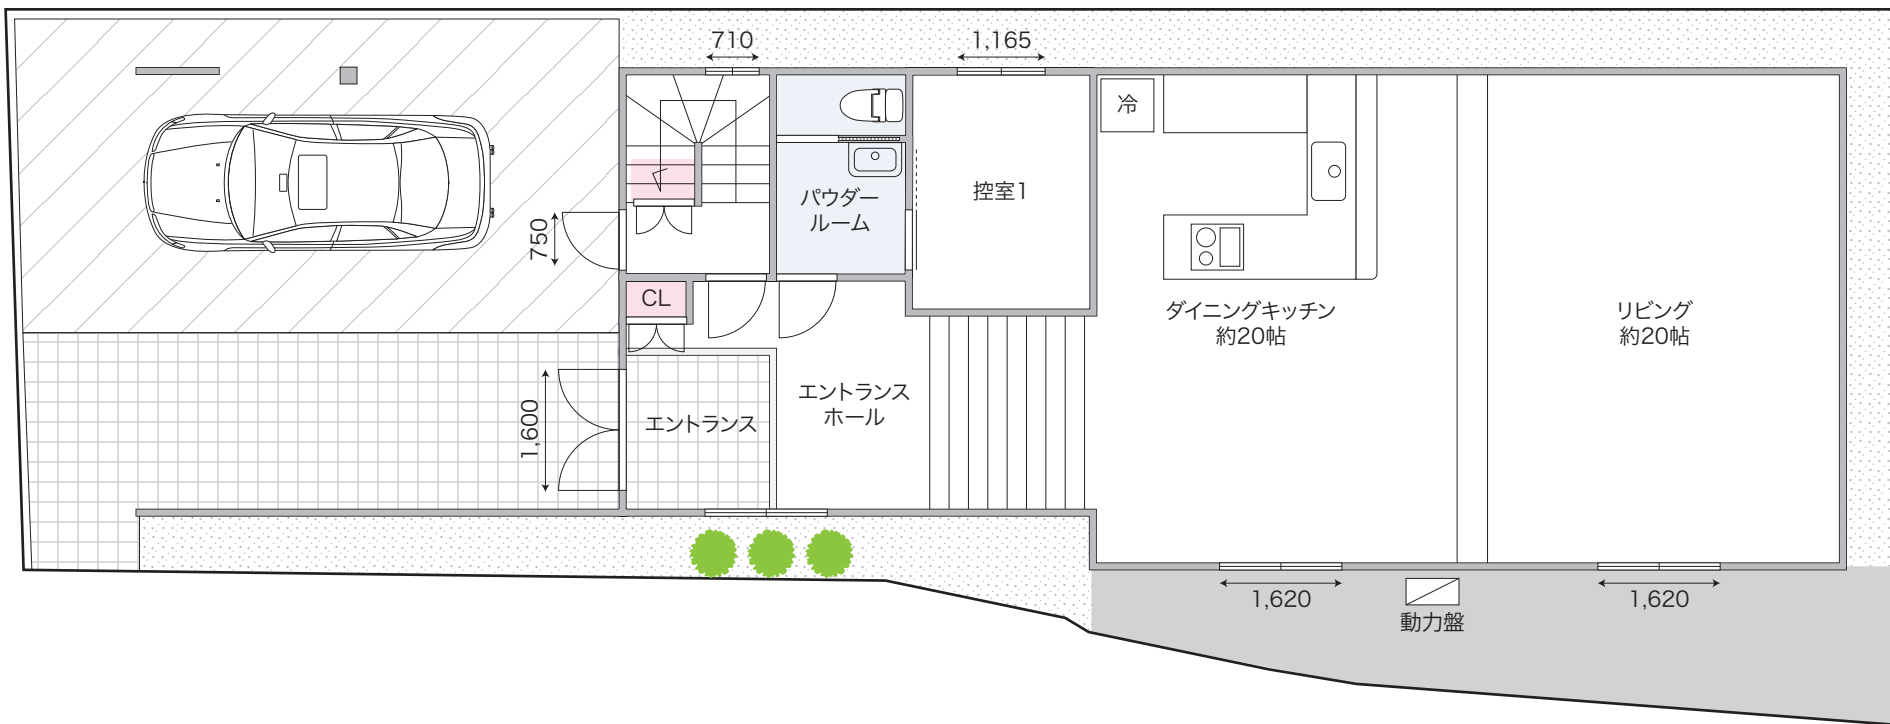 710
1,165
冷
パウダー
ルーム
控室1
750
CL
ダイニングキッチン
約20帖
リビング
約20帖
エントランス
ホール
1,600
エントランス
1,620
1,620
動力盤